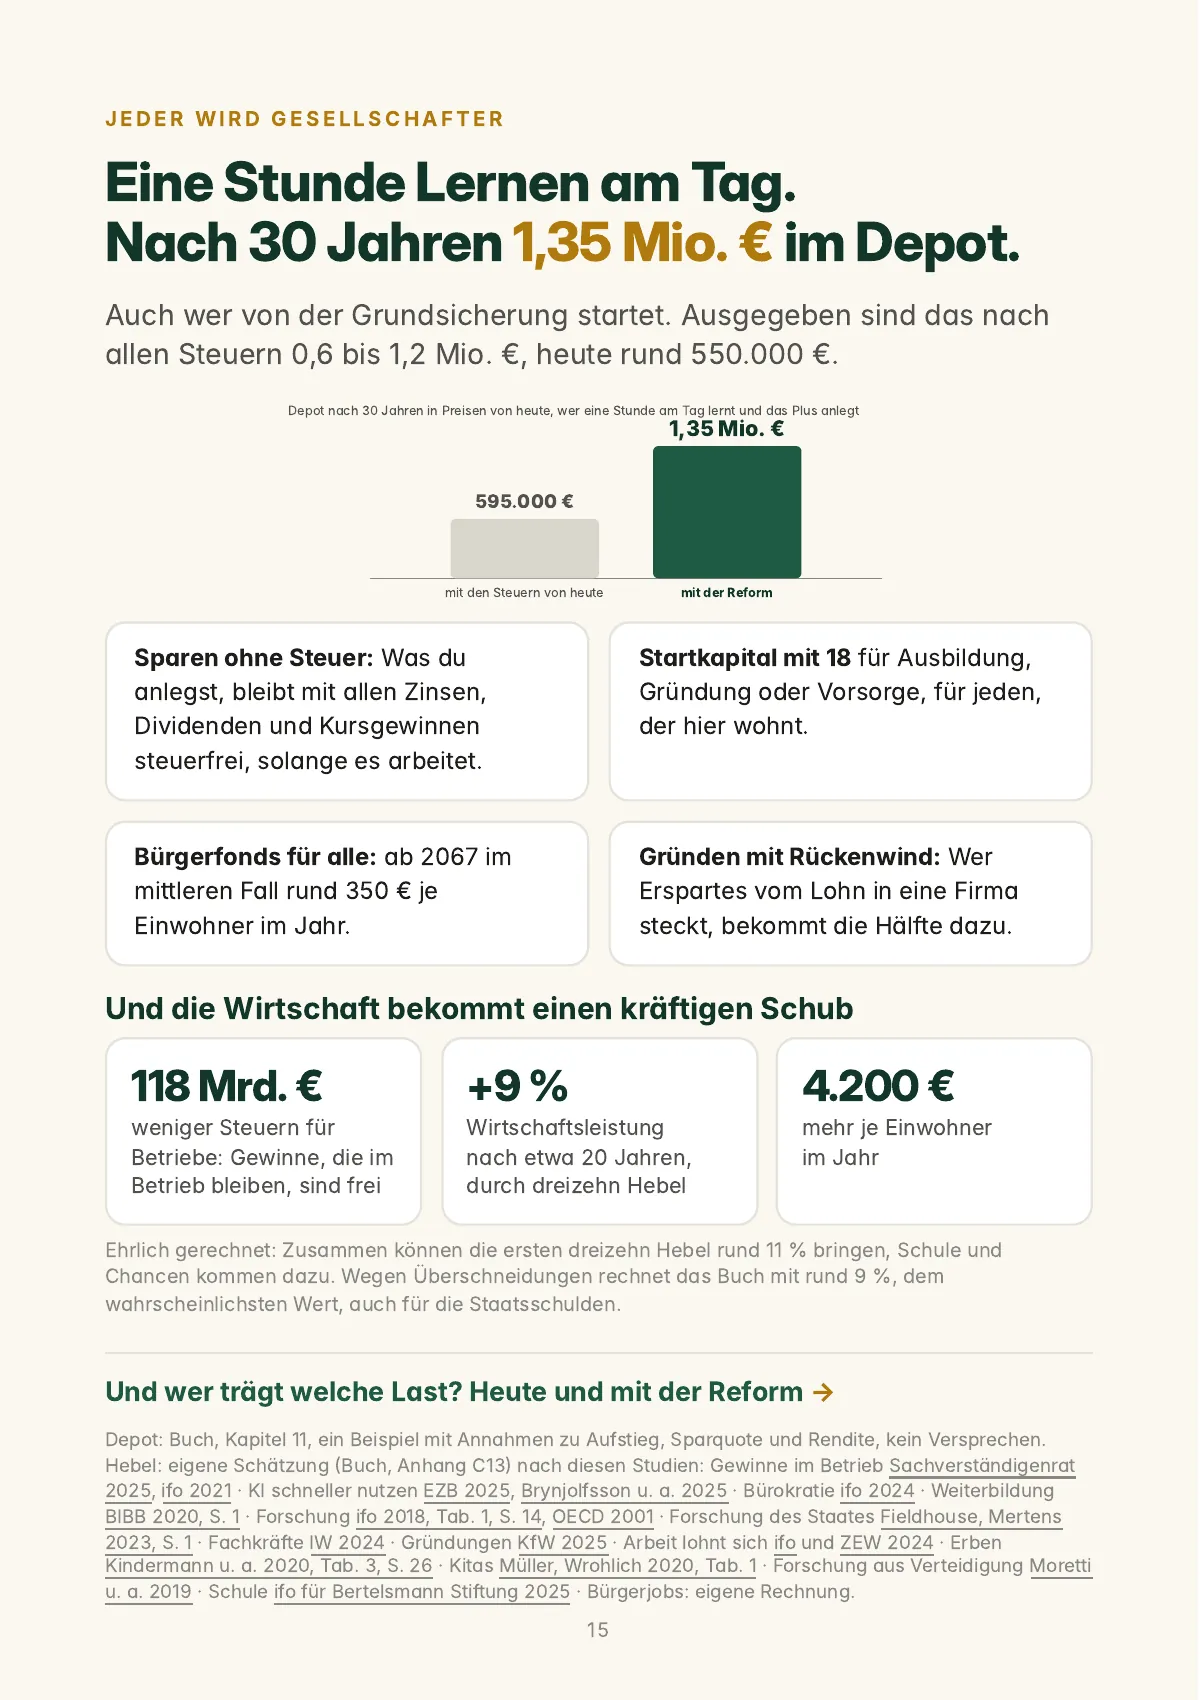 JEDER WIRD GESELLSCHAFTER
Eine Stunde Lernen am Tag.
Nach 30 Jahren 1,35 Mio. € im Depot.
Auch wer von der Grundsicherung startet. Ausgegeben sind das nach
allen Steuern 0,6 bis 1,2 Mio. €, heute rund 550.000 €.
Depot nach 30 Jahren in Preisen von heute, wer eine Stunde am Tag lernt und das Plus anlegt
1,35 Mio. €
595.000 €
mit den Steuern von heute
mit der Reform
Sparen ohne Steuer: Was du
anlegst, bleibt mit allen Zinsen,
Dividenden und Kursgewinnen
steuerfrei, solange es arbeitet.
Startkapital mit 18 für Ausbildung,
Gründung oder Vorsorge, für jeden,
der hier wohnt.
Bürgerfonds für alle: ab 2067 im
mittleren Fall rund 350 € je
Einwohner im Jahr.
Gründen mit Rückenwind: Wer
Erspartes vom Lohn in eine Firma
steckt, bekommt die Hälfte dazu.
Und die Wirtschaft bekommt einen kräftigen Schub
118 Mrd. €
weniger Steuern für
Betriebe: Gewinne, die im
Betrieb bleiben, sind frei
+9 %
Wirtschaftsleistung
nach etwa 20 Jahren,
durch dreizehn Hebel
4.200 €
mehr je Einwohner
im Jahr
Ehrlich gerechnet: Zusammen können die ersten dreizehn Hebel rund 11 % bringen, Schule und
Chancen kommen dazu. Wegen Überschneidungen rechnet das Buch mit rund 9 %, dem
wahrscheinlichsten Wert, auch für die Staatsschulden.
Und wer trägt welche Last? Heute und mit der Reform →
Depot: Buch, Kapitel 11, ein Beispiel mit Annahmen zu Aufstieg, Sparquote und Rendite, kein Versprechen.
Hebel: eigene Schätzung (Buch, Anhang C13) nach diesen Studien: Gewinne im Betrieb Sachverständigenrat
2025, ifo 2021 · KI schneller nutzen EZB 2025, Brynjolfsson u. a. 2025 · Bürokratie ifo 2024 · Weiterbildung
BIBB 2020, S. 1 · Forschung ifo 2018, Tab. 1, S. 14, OECD 2001 · Forschung des Staates Fieldhouse, Mertens
2023, S. 1 · Fachkräfte IW 2024 · Gründungen KfW 2025 · Arbeit lohnt sich ifo und ZEW 2024 · Erben
Kindermann u. a. 2020, Tab. 3, S. 26 · Kitas Müller, Wrohlich 2020, Tab. 1 · Forschung aus Verteidigung Moretti
u. a. 2019 · Schule ifo für Bertelsmann Stiftung 2025 · Bürgerjobs: eigene Rechnung.
15